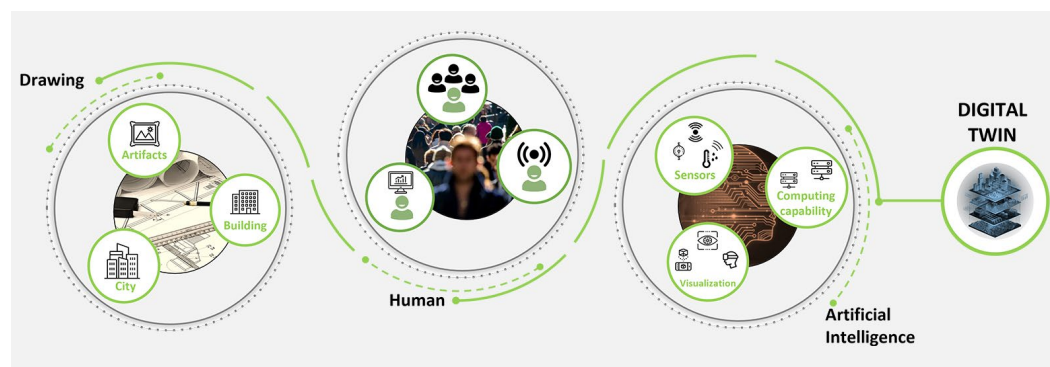 Drawing
Artifacts
Building
City
Human
Sensors
Computing
capability
Visualization
Artificial
Intelligence
DIGITAL
TWIN